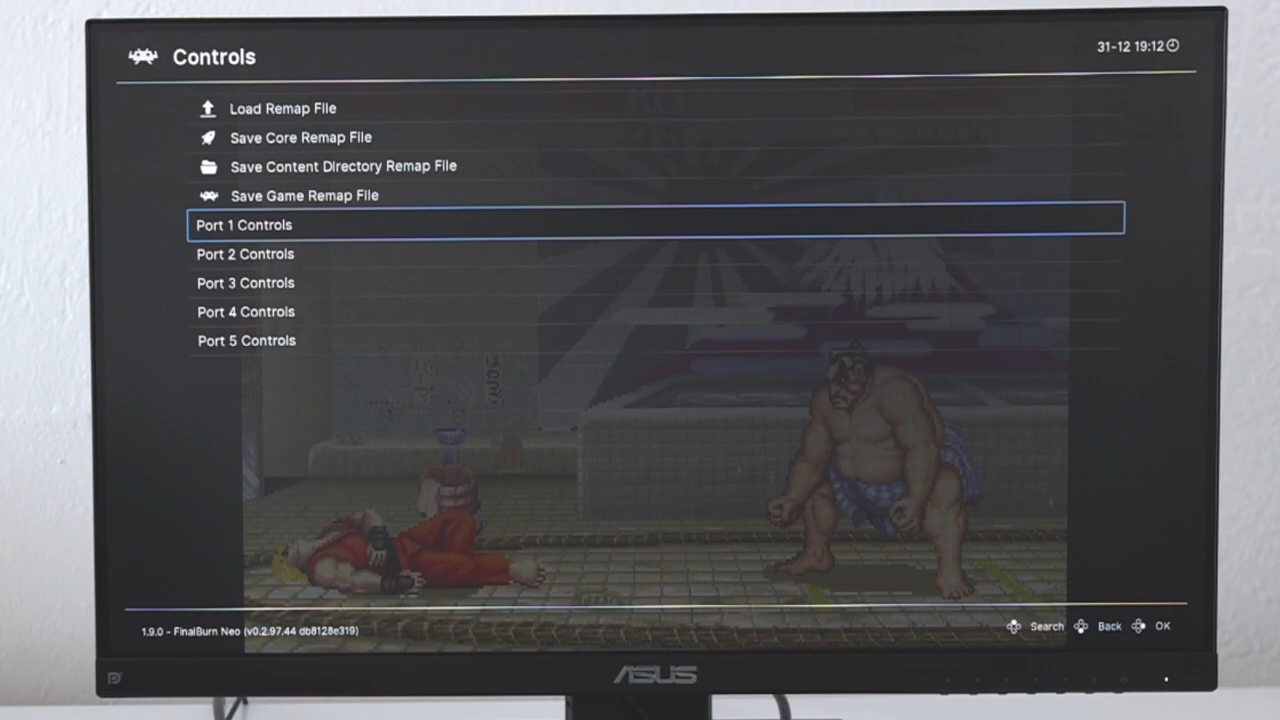 Controls
31-12 19:12
Load Remap File
Save Core Remap File
Save Content Directory Remap File
Save Game Remap File
Port 1 Controls
Port 2 Controls
Port 3 Controls
Port 4 Controls
Port 5 Controls
1.9.0 - FinalBurn Neo (v0.2.97.44 db8128e319)
Search Back OK
ASUS